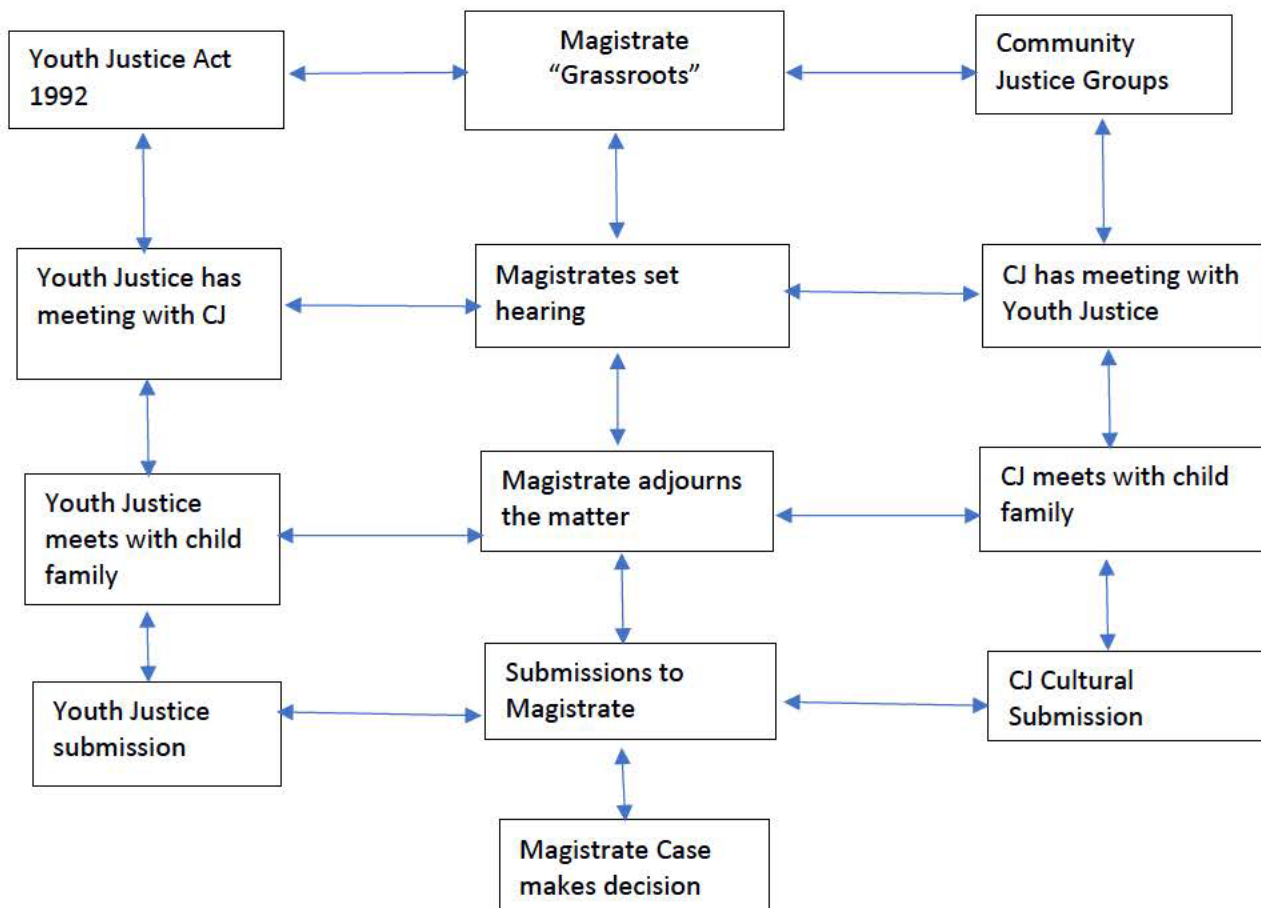 Youth Justice Act
1992
Magistrate
“Grassroots”
Community
Justice Groups
Youth Justice has
meeting with CJ
Magistrates set
hearing
CJ has meeting with
Youth Justice
Youth Justice
meets with child
family
Magistrate adjourns
the matter
CJ meets with child
family
Youth Justice
submission
Submissions to
Magistrate
CJ Cultural
Submission
Magistrate Case
makes decision